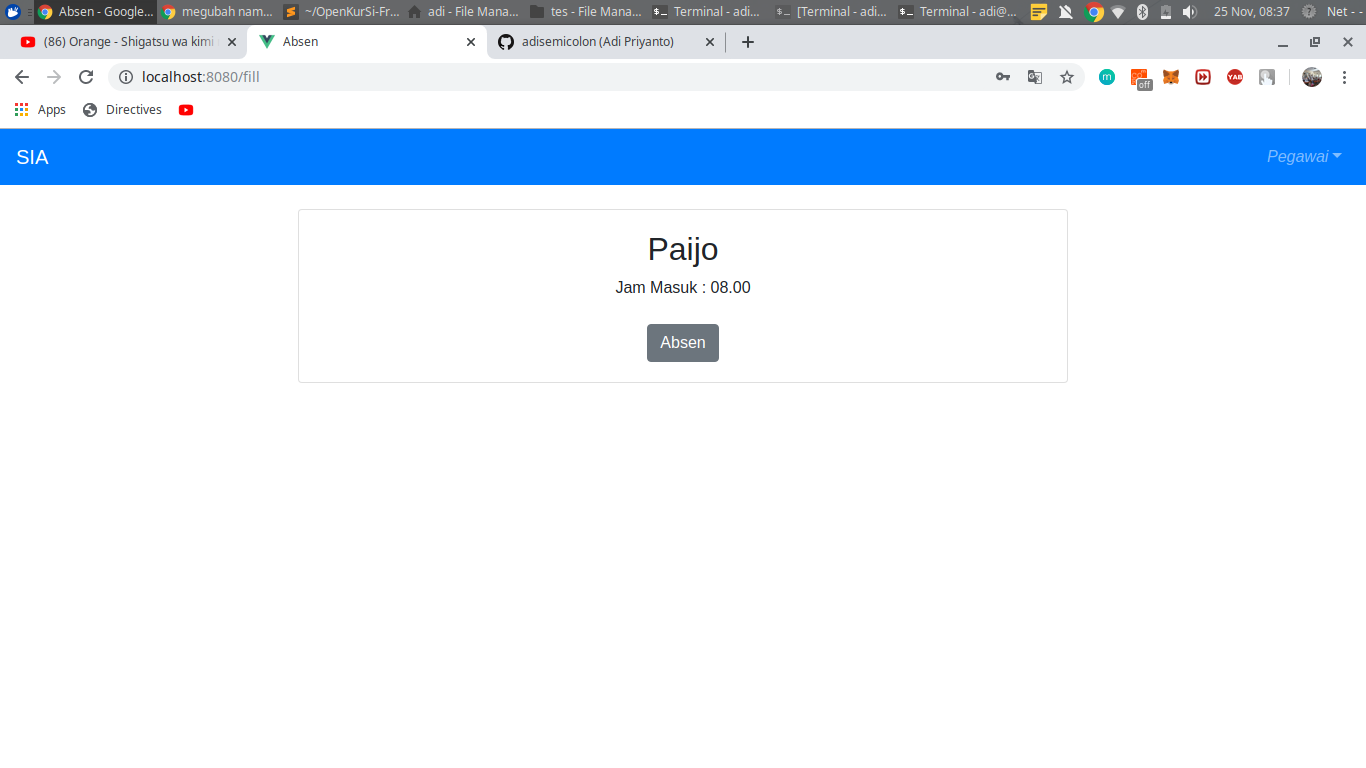 Absen - Google... megubah nam... ~/OpenKurSi-Fr... adi - File Mana... tes - File Mana... Terminal - adi... [Terminal - adi... Terminal - adi@... 25 Nov, 08:37 Net - -
(86) Orange - Shigatsu wa kimi Absen adisemicolon (Adi Priyanto)
localhost:8080/fill m off YAB
Apps Directives
SIA Pegawai
Paijo
Jam Masuk : 08.00
Absen